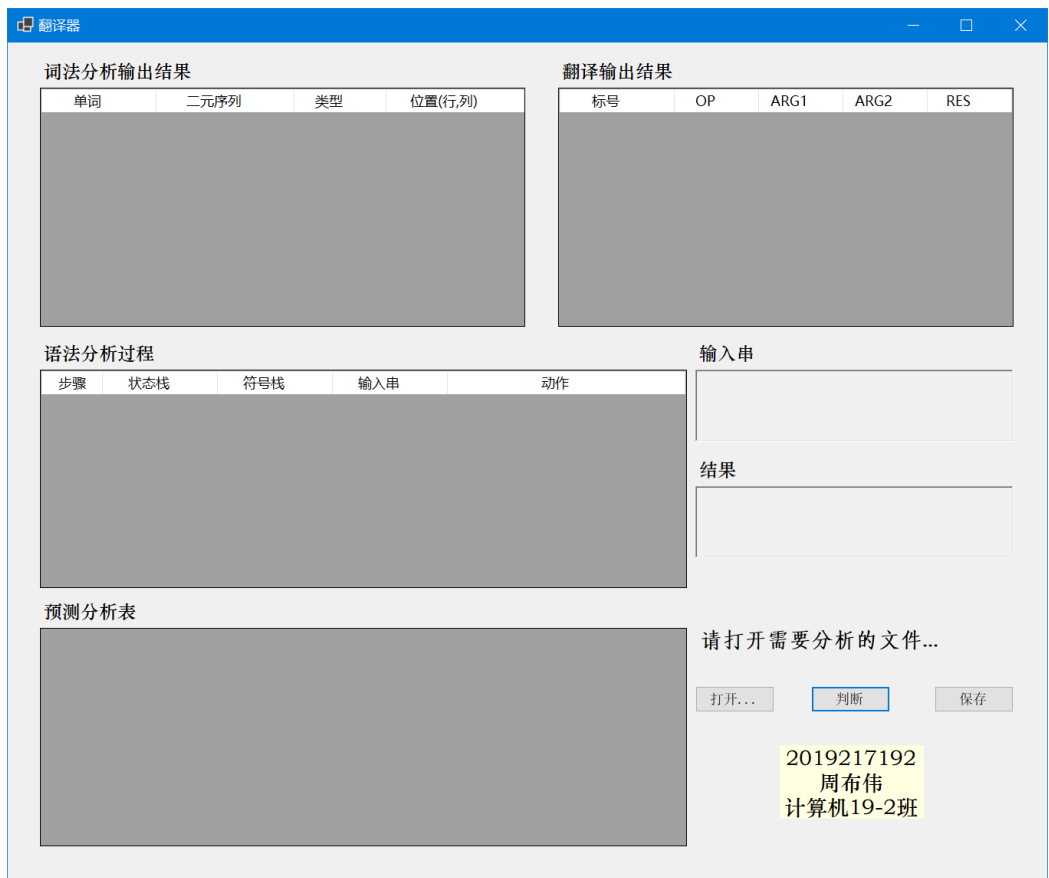 翻译器
词法分析输出结果
单词 二元序列 类型 位置(行,列)
翻译输出结果
标号 OP ARG1 ARG2 RES
语法分析过程
步骤 状态栈 符号栈 输入串 动作
输入串
结果
预测分析表
请打开需要分析的文件...
打开... 判断 保存
2019217192
周布伟
计算机19-2班